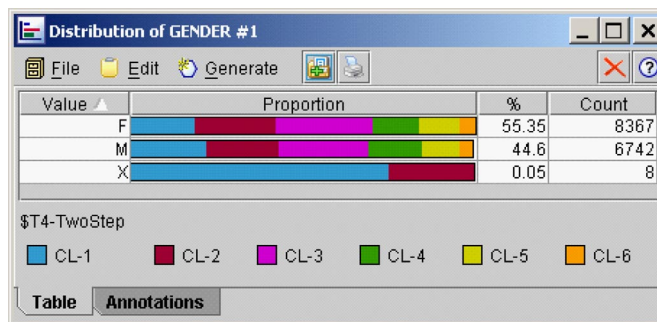 Distribution of GENDER #1
File Edit Generate
Value Proportion % Count
F 55.35 8367
M 44.6 6742
X 0.05 8
$T4-TwoStep
CL-1 CL-2 CL-3 CL-4 CL-5 CL-6
Table Annotations